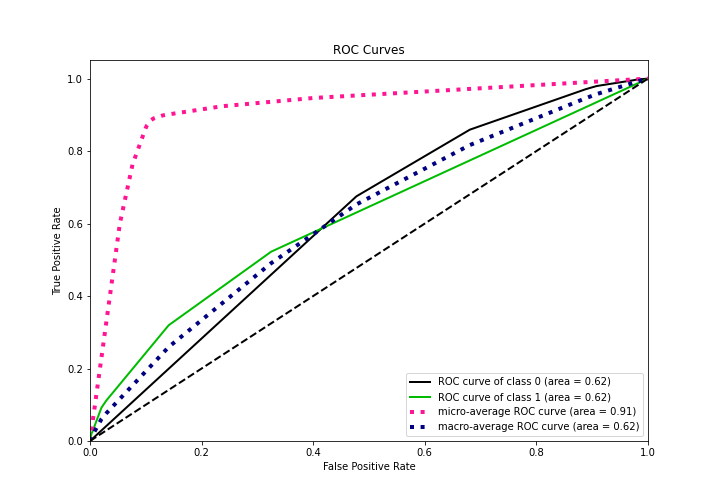 ROC Curves
1.0
0.8
0.6
0.4
0.2
0.0
True Positive Rate
0.0 0.2 0.4 0.6 0.8 1.0
False Positive Rate
ROC curve of class 0 (area = 0.62)
ROC curve of class 1 (area = 0.62)
micro-average ROC curve (area = 0.91)
macro-average ROC curve (area = 0.62)